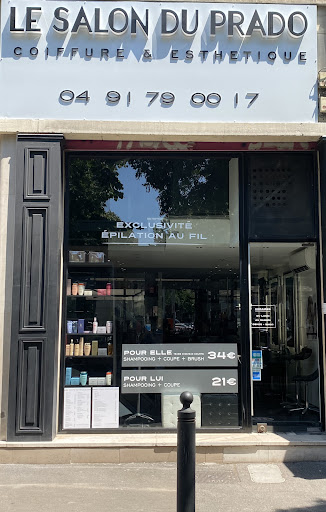 LE SALON DU PRADO
COIFFURE & ESTHETIQUE
04 91 79 00 17
EXCLUSIVITÉ
ÉPILATION AU FIL
POUR ELLE 34€
SHAMPOOING + COUPE + BRUSH
POUR LUI 21€
SHAMPOOING + COUPE